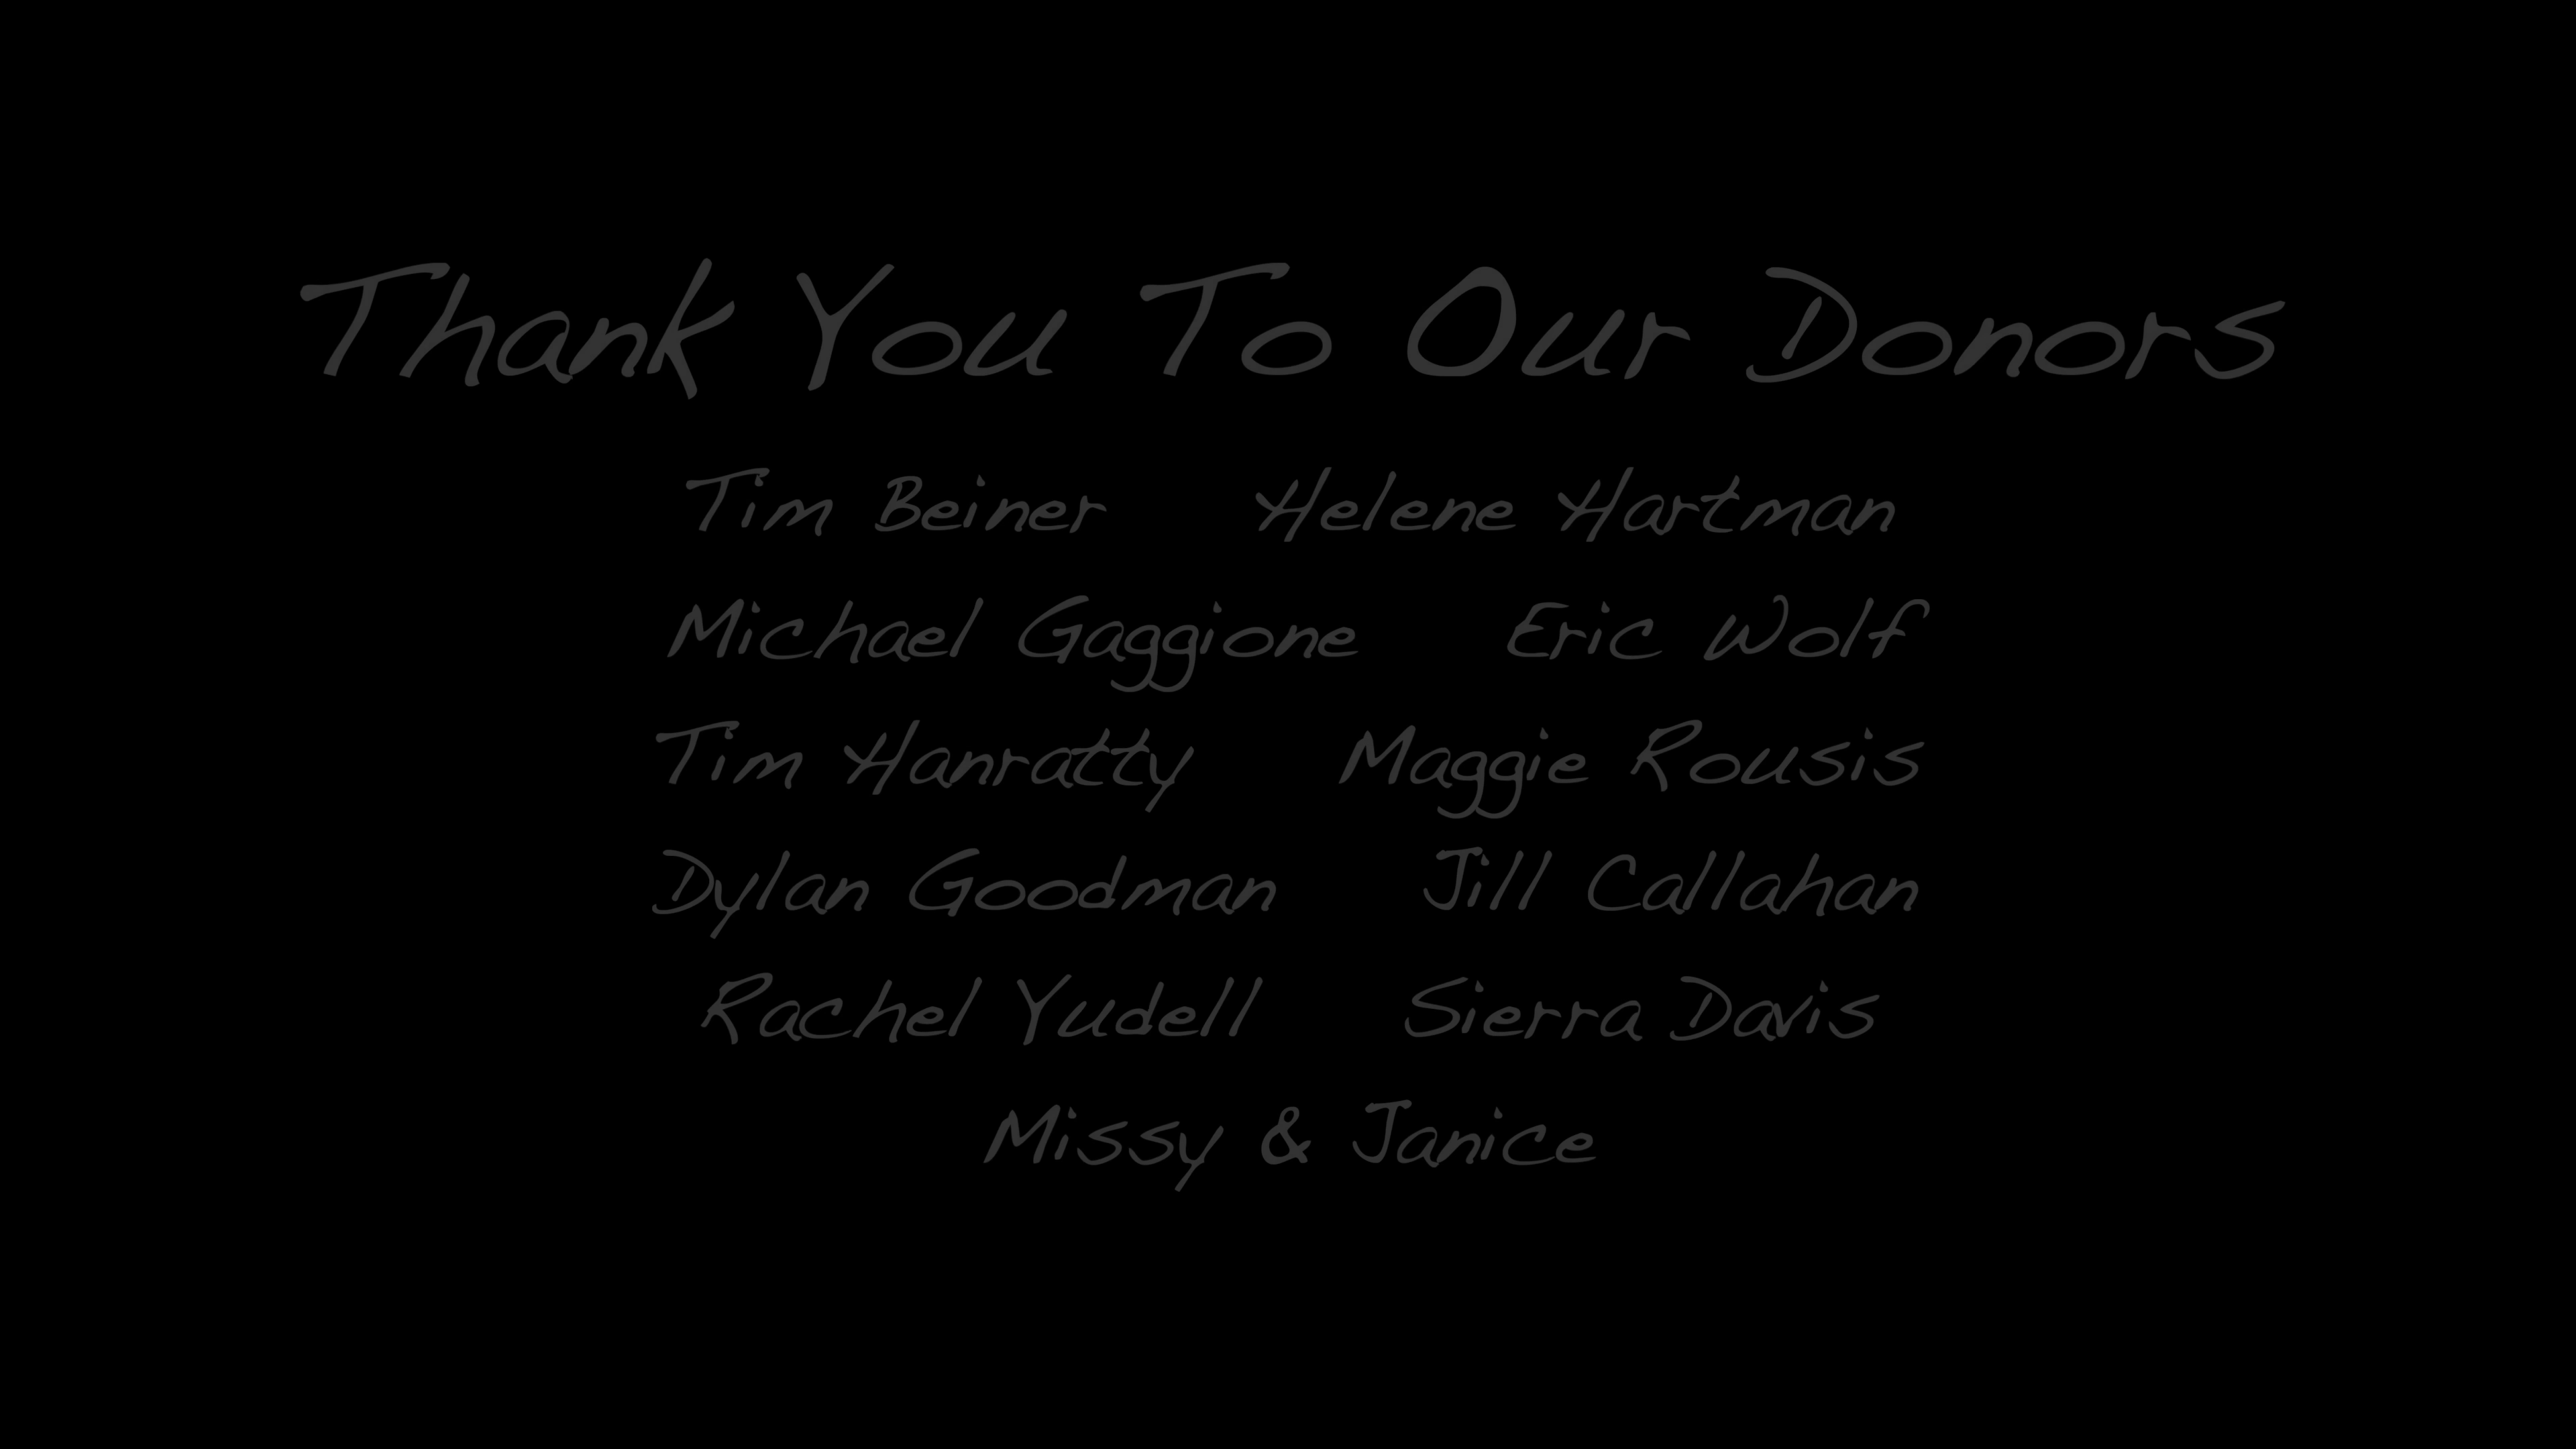 Thank You To Our Donors
Tim Beiner Helene Hartman
Michael Gaggione Eric Wolf
Tim Hanratty Maggie Rousis
Dylan Goodman Jill Callahan
Rachel Yudell Sierra Davis
Missy & Janice